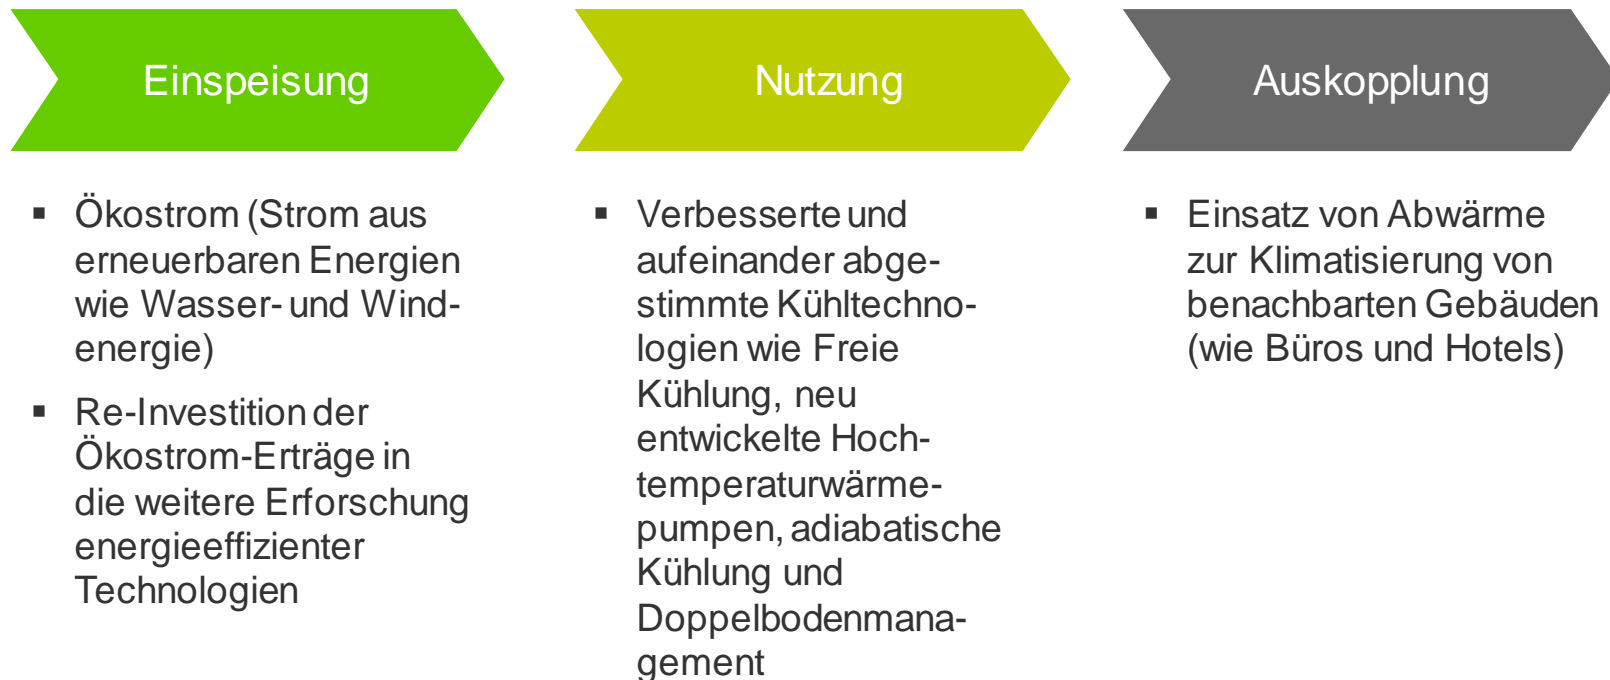 Einspeisung
Nutzung
Auskopplung
▪ Ökostrom (Strom aus
erneuerbaren Energien
wie Wasser- und Wind-
energie)
▪ Re-Investition der
Ökostrom-Erträge in
die weitere Erforschung
energieeffizienter
Technologien
▪ Verbesserte und
aufeinander abge-
stimmte Kühltechno-
logien wie Freie
Kühlung, neu
entwickelte Hoch-
temperaturwärme-
pumpen, adiabatische
Kühlung und
Doppelbodenmana-
gement
▪ Einsatz von Abwärme
zur Klimatisierung von
benachbarten Gebäuden
(wie Büros und Hotels)